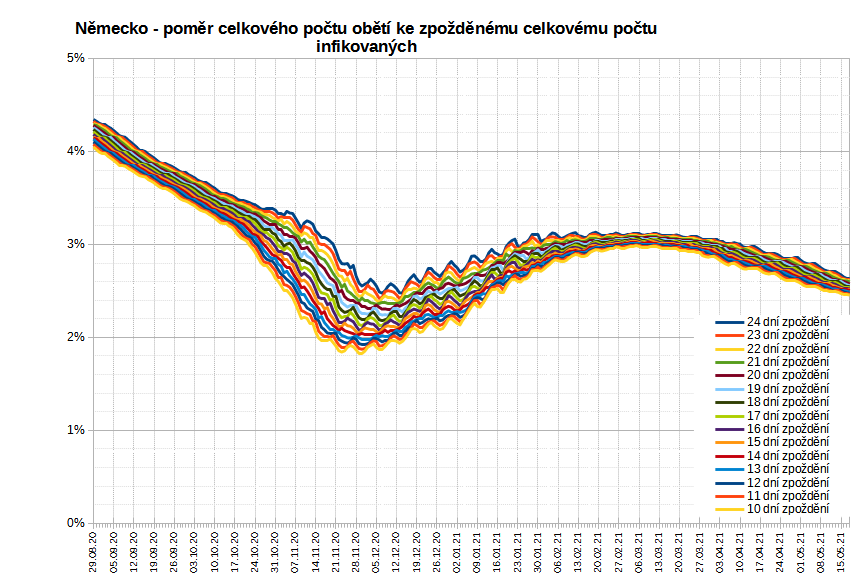 Německo - poměr celkového počtu obětí ke zpožděnému celkovému počtu
infikovaných
5%
4%
3%
2%
1%
0%
24 dní zpoždění
23 dní zpoždění
22 dní zpoždění
21 dní zpoždění
20 dní zpoždění
19 dní zpoždění
18 dní zpoždění
17 dní zpoždění
16 dní zpoždění
15 dní zpoždění
14 dní zpoždění
13 dní zpoždění
12 dní zpoždění
11 dní zpoždění
10 dní zpoždění
29.08.20
05.09.20
12.09.20
19.09.20
26.09.20
03.10.20
10.10.20
17.10.20
24.10.20
31.10.20
07.11.20
14.11.20
21.11.20
28.11.20
05.12.20
12.12.20
19.12.20
26.12.20
02.01.21
09.01.21
16.01.21
23.01.21
30.01.21
06.02.21
13.02.21
20.02.21
27.02.21
06.03.21
13.03.21
20.03.21
27.03.21
03.04.21
10.04.21
17.04.21
24.04.21
01.05.21
08.05.21
15.05.21